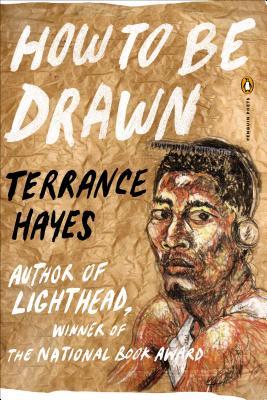 HOW TO BE
DRAWN
TERRANCE
HAYES
AUTHOR OF
LIGHTHEAD,
WINNER OF
THE NATIONAL BOOK AWARD
PENGUIN POETS